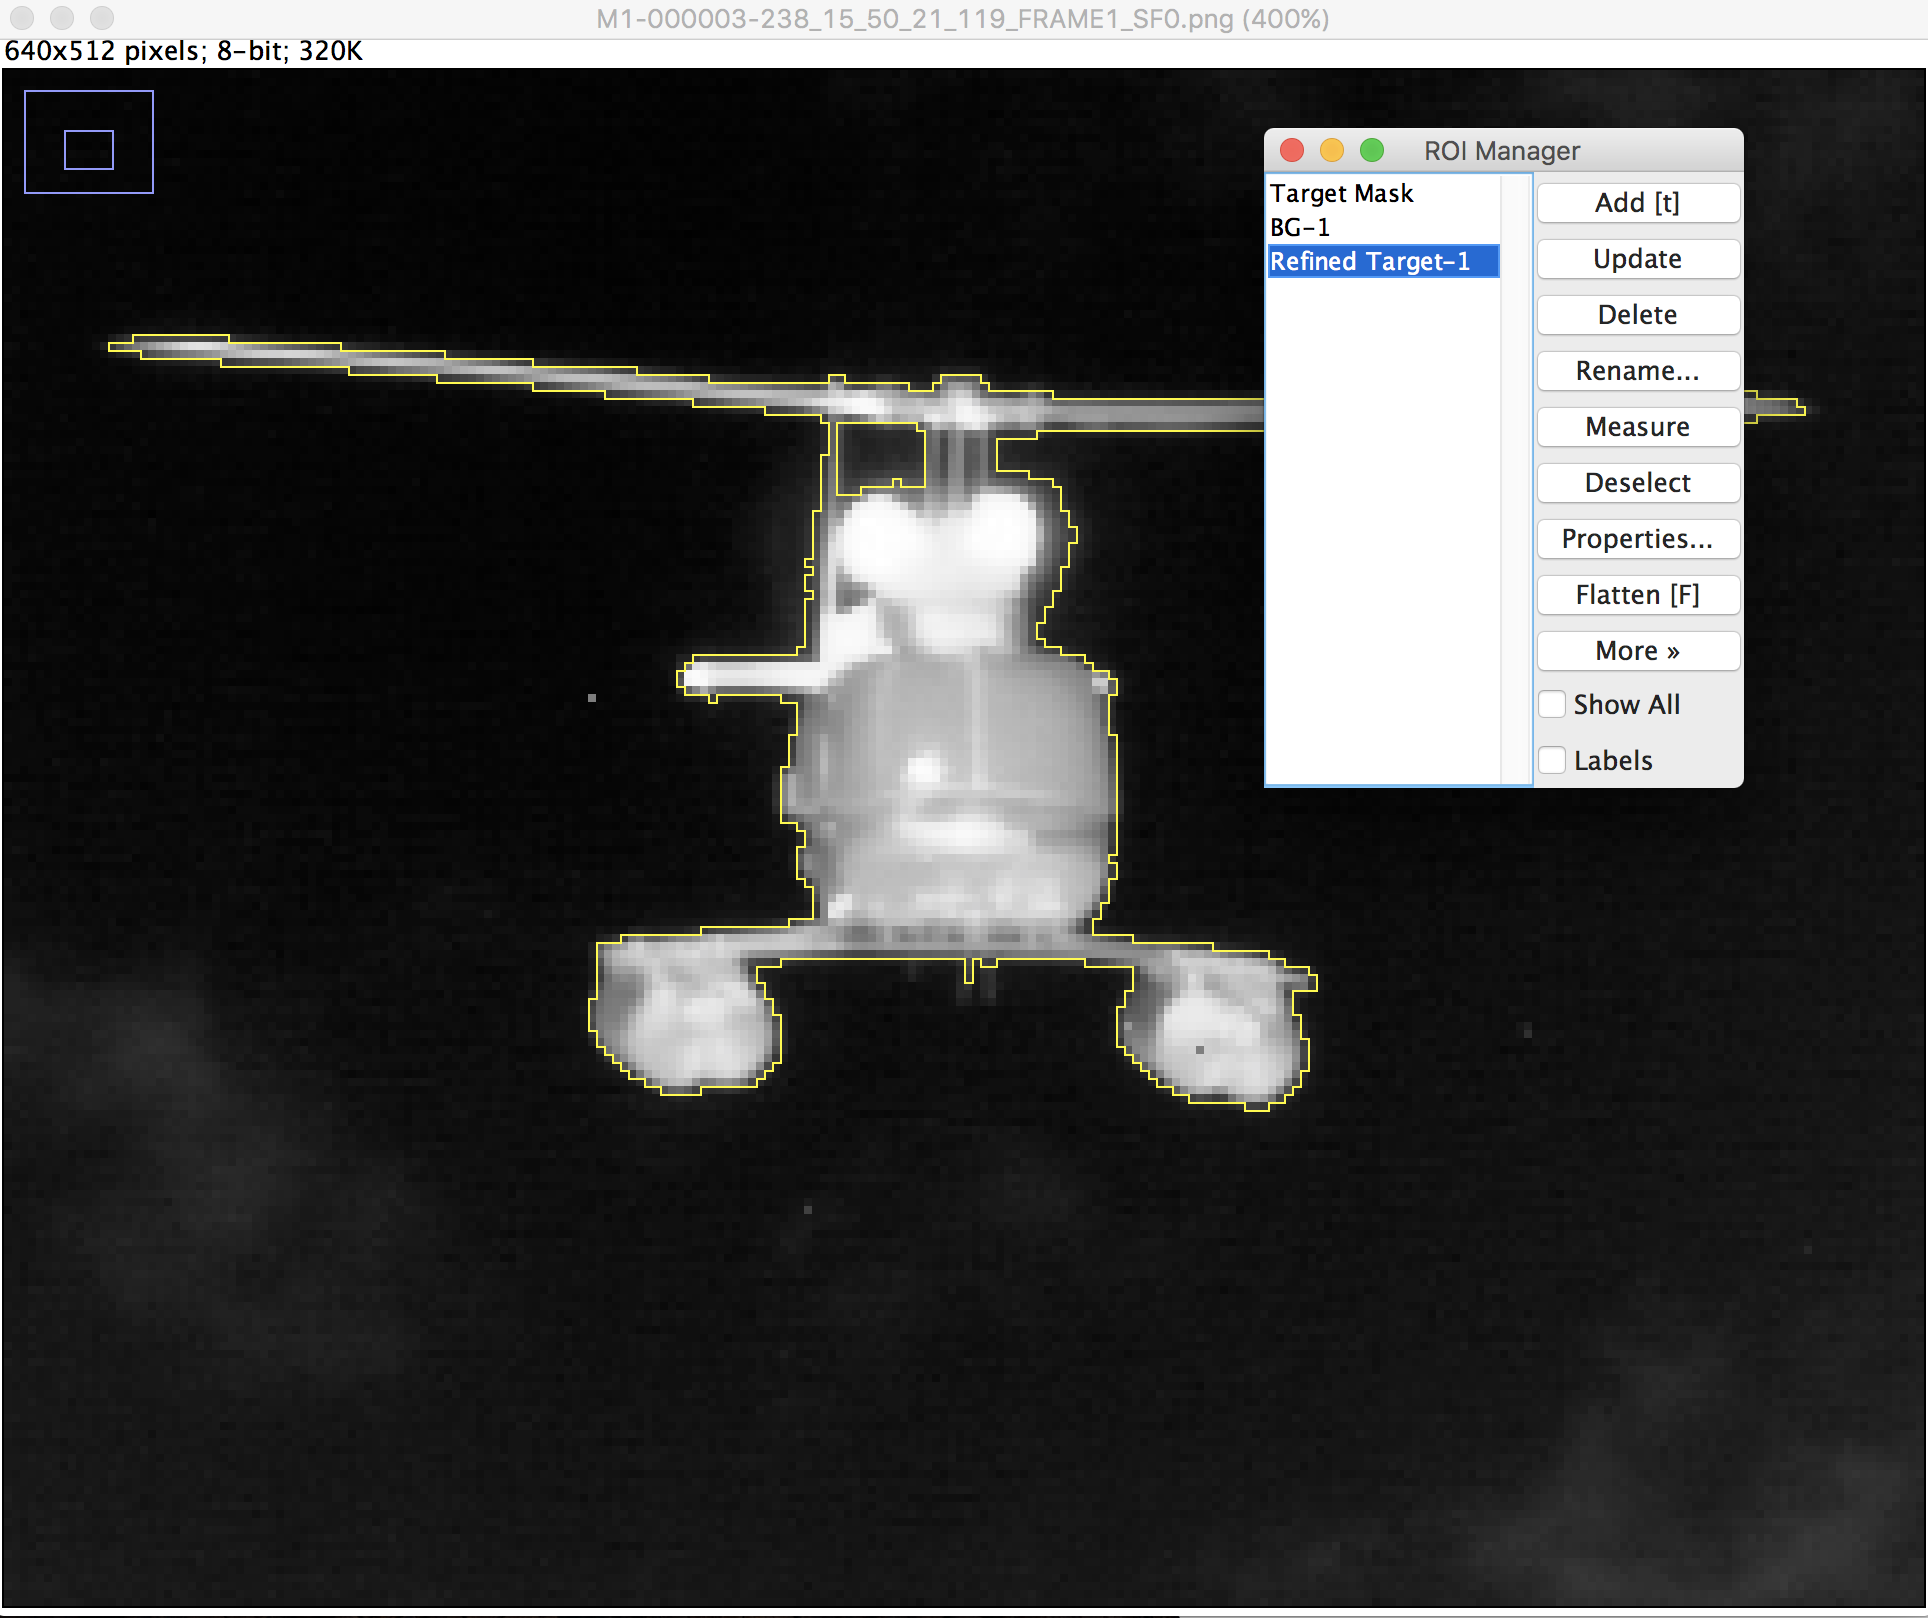 M1-000003-238_15_50_21_119_FRAME1_SF0.png (400%)
640x512 pixels; 8-bit; 320K
ROI Manager
Target Mask
BG-1
Refined Target-1
Add [t]
Update
Delete
Rename...
Measure
Deselect
Properties...
Flatten [F]
More »
Show All
Labels